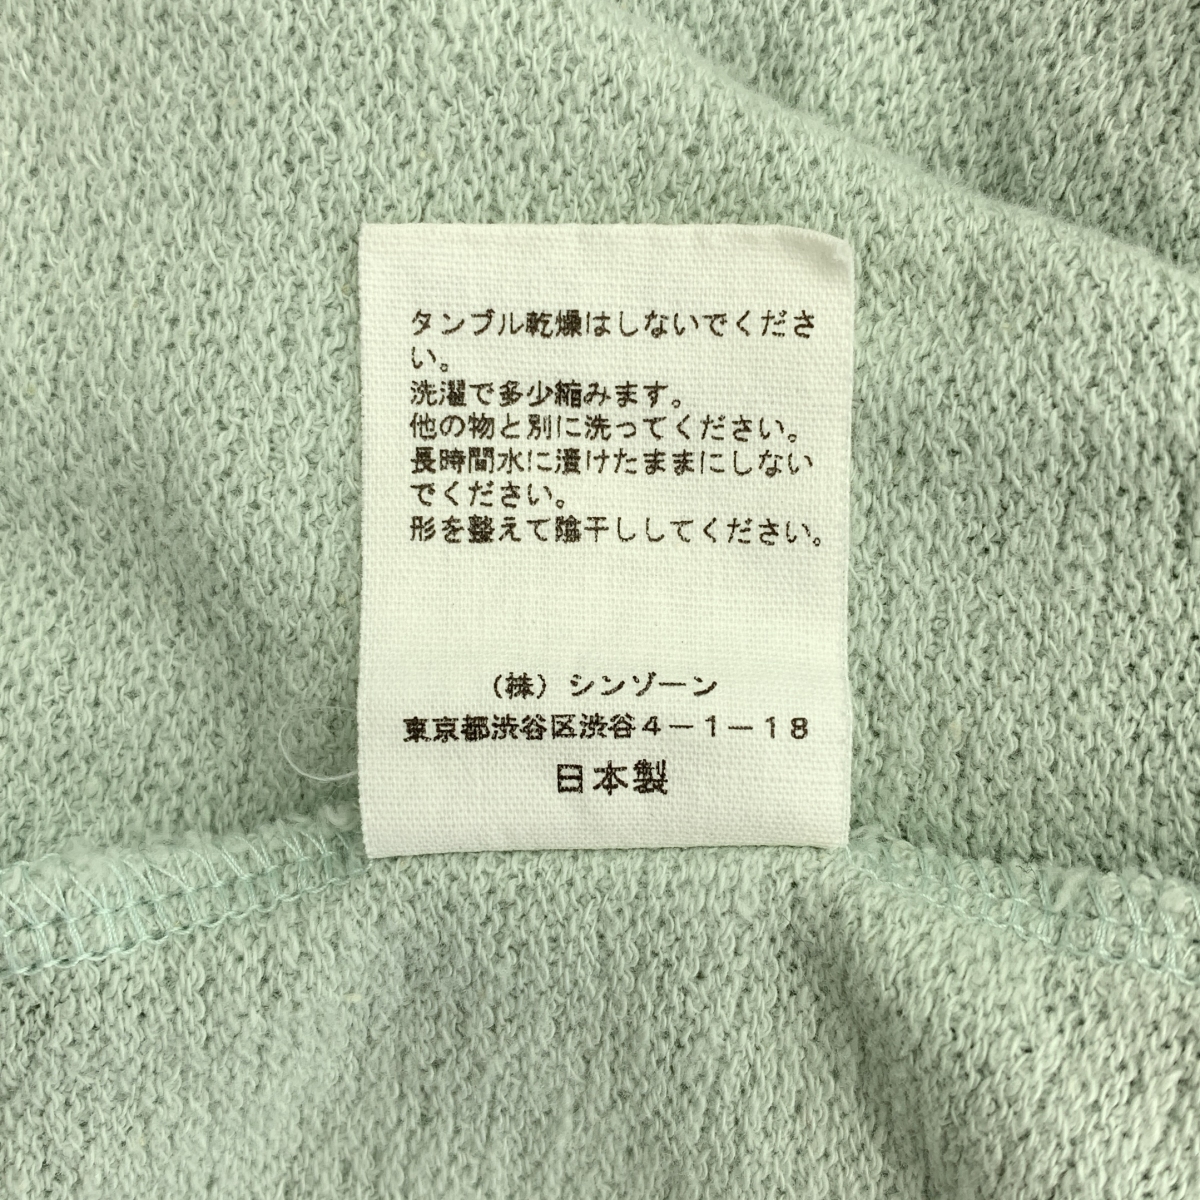 タンブル乾燥はしないでくださ
い。
洗濯で多少縮みます。
他の物と別に洗ってください。
長時間水に漬けたままにしない
でください。
形を整えて陰干ししてください。
（株）シンゾーン
東京都渋谷区渋谷４－１－１８
日本製